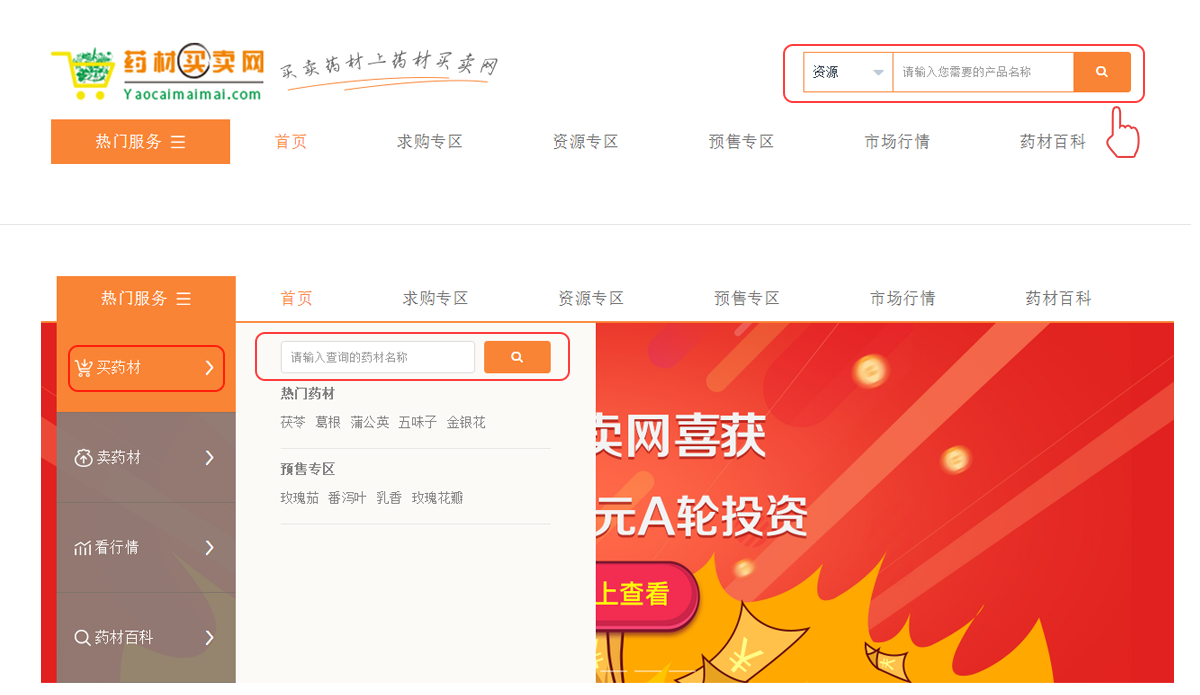 药材买卖网
Yaocaimaimai.com
买卖药材上药材买卖网
资源 请输入您需要的产品名称
热门服务 首页 求购专区 资源专区 预售专区 市场行情 药材百科
热门服务 首页 求购专区 资源专区 预售专区 市场行情 药材百科
买药材
请输入查询的药材名称
热门药材
茯苓 葛根 蒲公英 五味子 金银花
卖药材
预售专区
玫瑰茄 番泻叶 乳香 玫瑰花瓣
看行情
药材百科
卖网喜获
元A轮投资
上查看